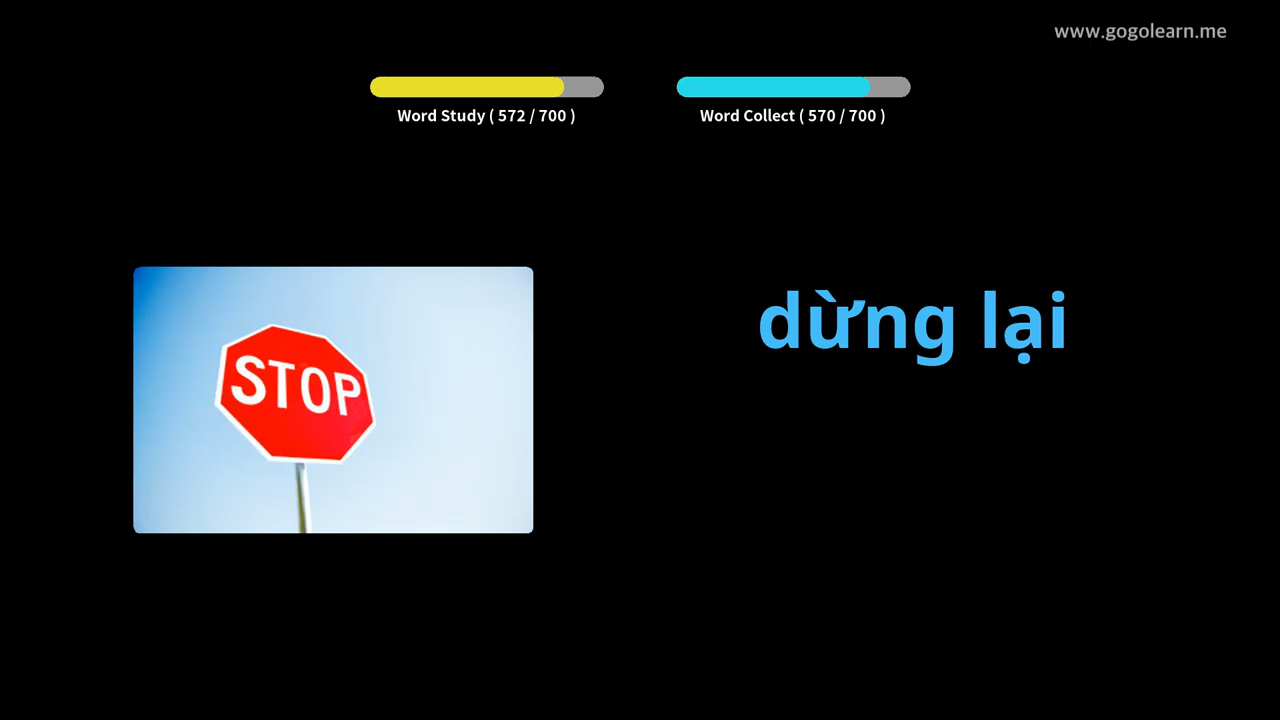 www.gogolearn.me
Word Study ( 572 / 700 )
Word Collect ( 570 / 700 )
dừng lại
STOP